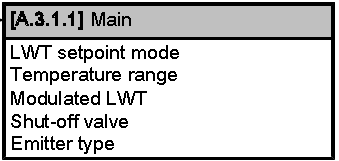 [A.3.1.1] Main
LWT setpoint mode
Temperature range
Modulated LWT
Shut-off valve
Emitter type